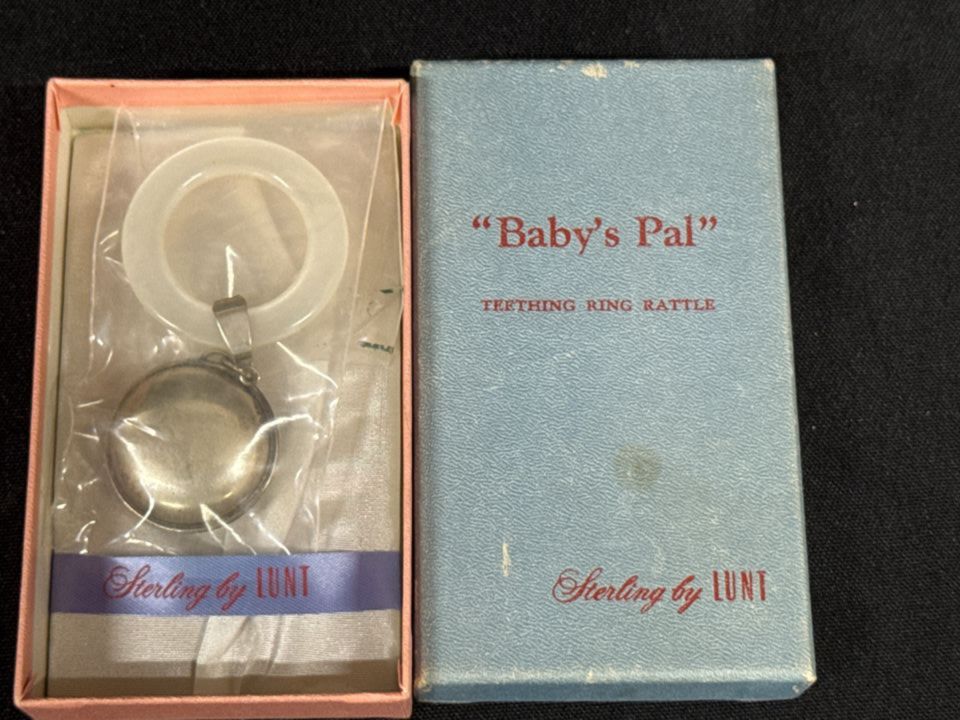 "Baby's Pal"
TEETHING RING RATTLE
Sterling by LUNT
Sterling by LUNT